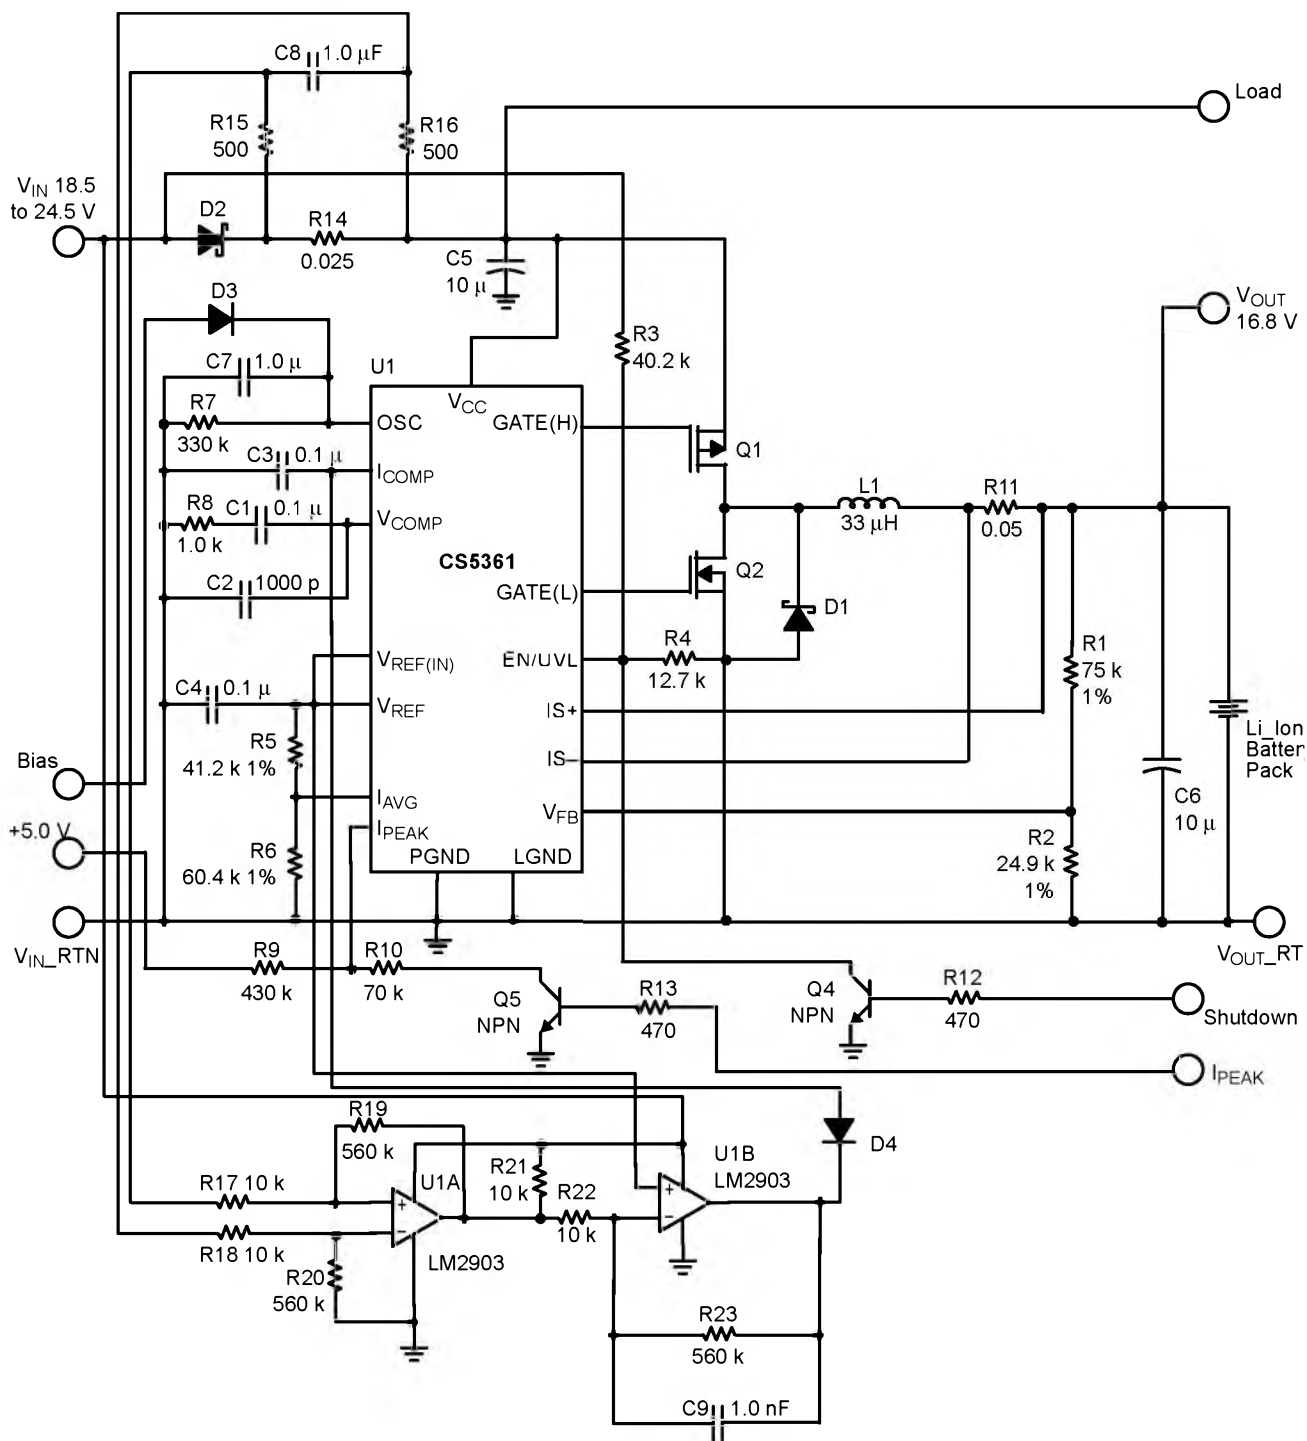 C8 1.0 μF
Load
R15
500
R16
500
VIN 18.5
to 24.5 V
D2
R14
0.025
C5
10 μ
D3
VOUT
16.8 V
R3
40.2 k
C7 1.0 μ
U1
VCC
R7
330 k
OSC
GATE(H)
Q1
C3 0.1 μ
ICOMP
L1
33 μH
R11
0.05
R8
1.0 k
C1 0.1 μ
VCOMP
CS5361
Q2
C2 1000 p
GATE(L)
D1
R4
12.7 k
EN/UVL
R1
75 k
1%
VREF(IN)
C4 0.1 μ
VREF
IS+
Li_Ion
Batter
Pack
R5
41.2 k 1%
Bias
IS–
IAVG
VFB
C6
10 μ
+5.0 V
IPEAK
R6
60.4 k 1%
PGND
LGND
R2
24.9 k
1%
VIN_RTN
VOUT_RT
R9
430 k
R10
70 k
Q5
NPN
R13
470
Q4
NPN
R12
470
Shutdown
IPEAK
R19
560 k
D4
R21
10 k
U1B
LM2903
R17 10 k
U1A
+
−
R22
10 k
+
−
R18 10 k
LM2903
R20
560 k
R23
560 k
C9 1.0 nF